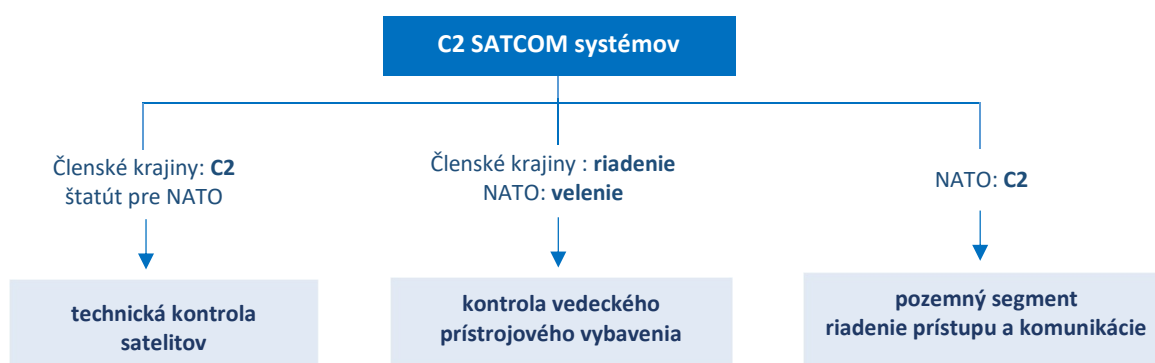 C2 SATCOM systémov
Členské krajiny: C2
štatút pre NATO
Členské krajiny : riadenie
NATO: velenie
NATO: C2
technická kontrola
satelitov
kontrola vedeckého
prístrojového vybavenia
pozemný segment
riadenie prístupu a komunikácie